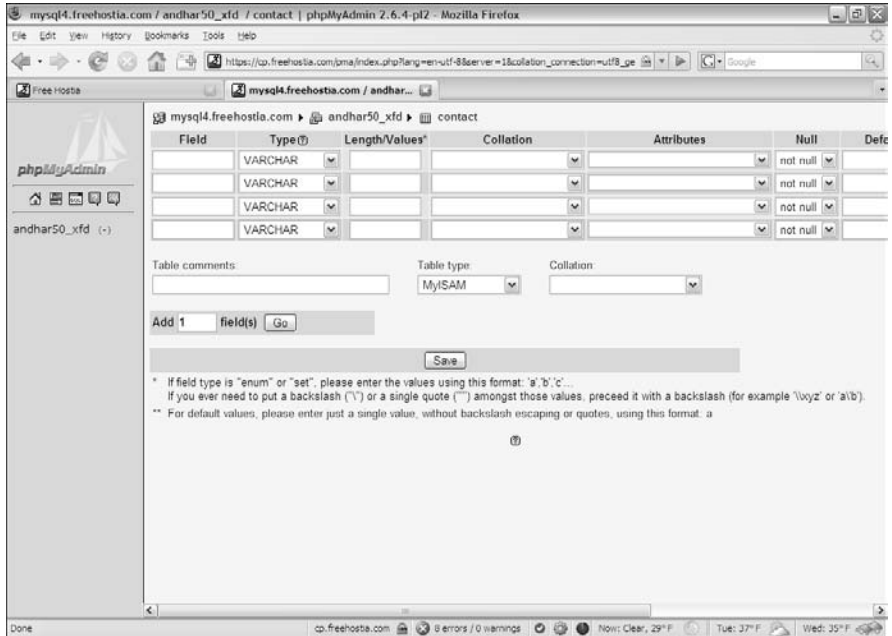 mysql4.freehostia.com / andhar50_xfd / contact | phpMyAdmin 2.6.4-pl2 - Mozilla Firefox
File Edit View History Bookmarks Tools Help
https://cp.freehostia.com/pma/index.php?lang=en-utf-8&server=1&collation_connection=utf8_ge
Google
Free Hostia
mysql4.freehostia.com / andhar...
phpMyAdmin
andhar50_xfd (-)
mysql4.freehostia.com andhar50_xfd contact
Field Type Length/Values* Collation Attributes Null Defa
VARCHAR not null
VARCHAR not null
VARCHAR not null
VARCHAR not null
Table comments: Table type: Collation:
MyISAM
Add 1 field(s) Go
Save
* If field type is "enum" or "set", please enter the values using this format: 'a','b','c'...
If you ever need to put a backslash ("\") or a single quote ("'") amongst those values, preceed it with a backslash (for example '\\xyz' or 'a\'b').
** For default values, please enter just a single value, without backslash escaping or quotes, using this format: a
Done cp.freehostia.com 8 errors / 0 warnings Now: Clear, 29° F Tue: 37° F Wed: 35° F